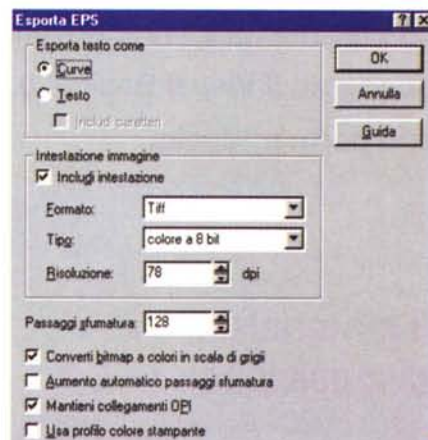 Esporta EPS
Esporta testo come
Curve
Testo
Includi caratteri
OK
Annulla
Guida
Intestazione immagine
Includi intestazione
Formato: Tiff
Tipo: colore a 8 bit
Risoluzione: 78 dpi
Passaggi sfumatura: 128
Converti bitmap a colori in scala di grigi
Aumento automatico passaggi sfumatura
Mantieni collegamenti OPI
Usa profilo colore stampante